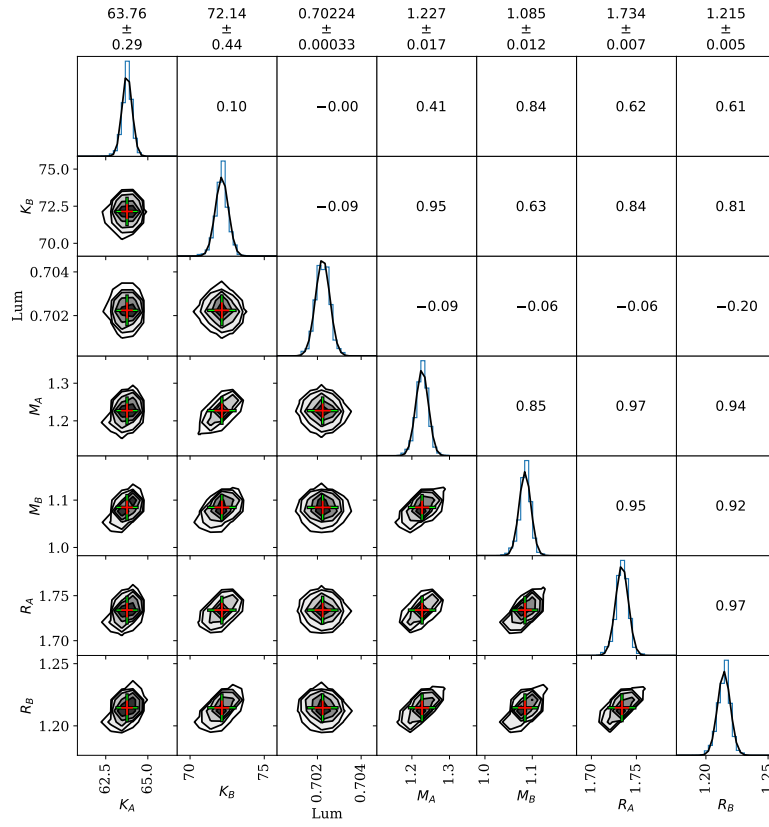 63.76 72.14 0.70224 1.227 1.085 1.734 1.215
± ± ± ± ± ± ±
0.29 0.44 0.00033 0.017 0.012 0.007 0.005
0.10 −0.00 0.41 0.84 0.62 0.61
K_B 75.0 72.5 70.0 −0.09 0.95 0.63 0.84 0.81
Lum 0.704 0.702 −0.09 −0.06 −0.06 −0.20
M_A 1.3 1.2 0.85 0.97 0.94
M_B 1.1 1.0 0.95 0.92
R_A 1.75 1.70 0.97
R_B 1.25 1.20
62.5 65.0 70 75 0.702 0.704 1.2 1.3 1.0 1.1 1.70 1.75 1.20 1.25
K_A K_B Lum M_A M_B R_A R_B